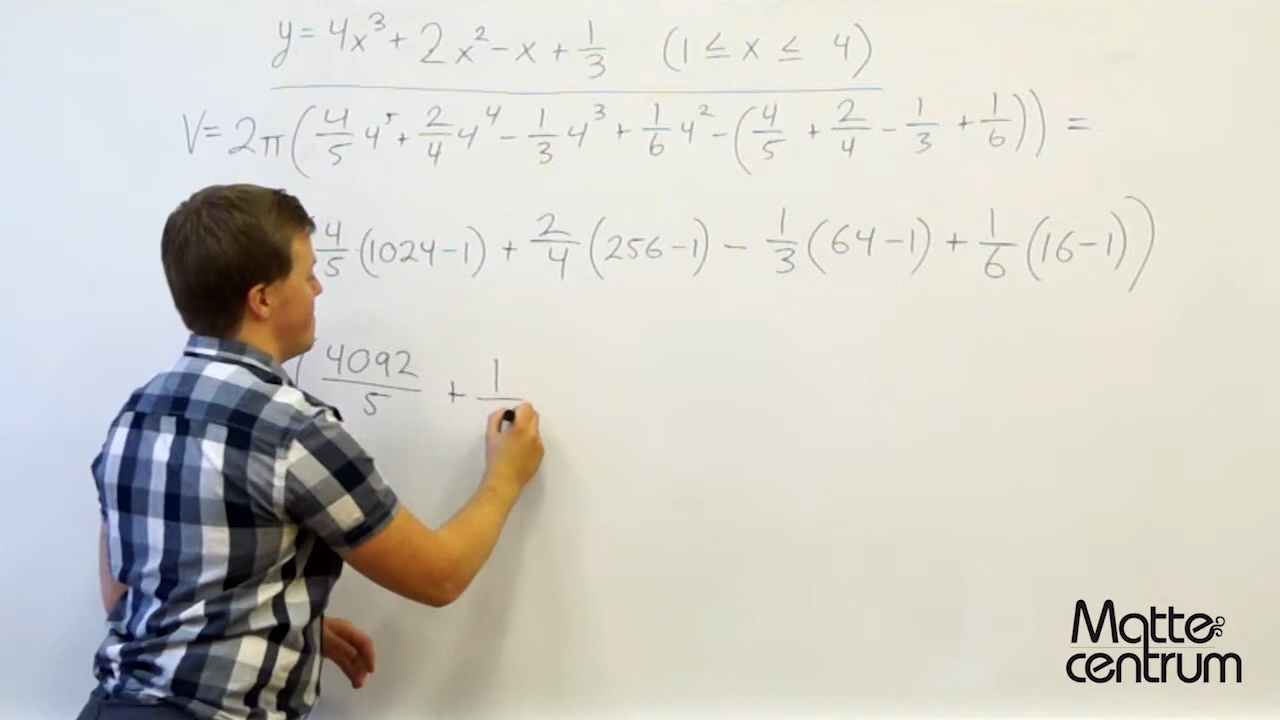 y = 4x³ + 2x² - x + 1/3 (1 ≤ x ≤ 4)
V = 2π(4/5 4⁵ + 2/4 4⁴ - 1/3 4³ + 1/6 4² - (4/5 + 2/4 - 1/3 + 1/6)) =
4/5 (1024-1) + 2/4 (256-1) - 1/3 (64-1) + 1/6 (16-1))
( 4092/5 + 1/
Matte
centrum